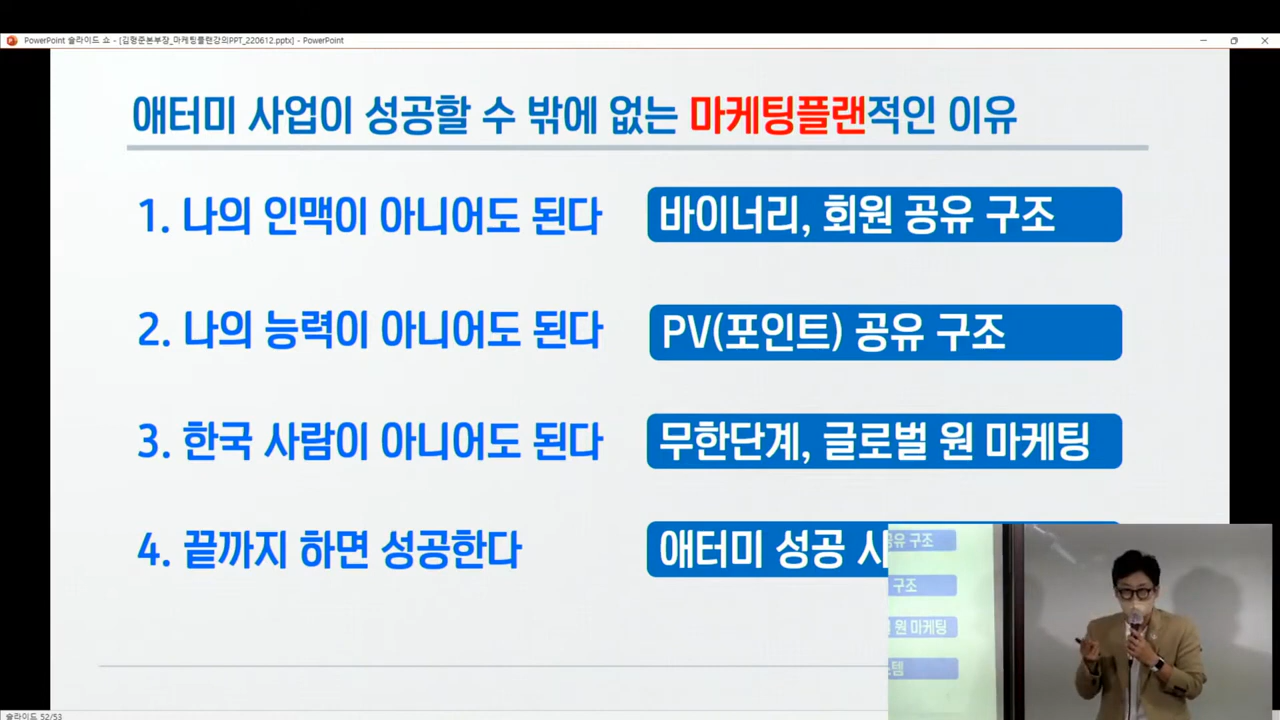 PowerPoint 슬라이드 쇼 - [김형준본부장_마케팅플랜강의PPT_220612.pptx] - PowerPoint
애터미 사업이 성공할 수 밖에 없는 마케팅플랜적인 이유
1. 나의 인맥이 아니어도 된다 바이너리, 회원 공유 구조
2. 나의 능력이 아니어도 된다 PV(포인트) 공유 구조
3. 한국 사람이 아니어도 된다 무한단계, 글로벌 원 마케팅
4. 끝까지 하면 성공한다 애터미 성공 시
공유 구조
구조
원 마케팅
템
슬라이드 52/53